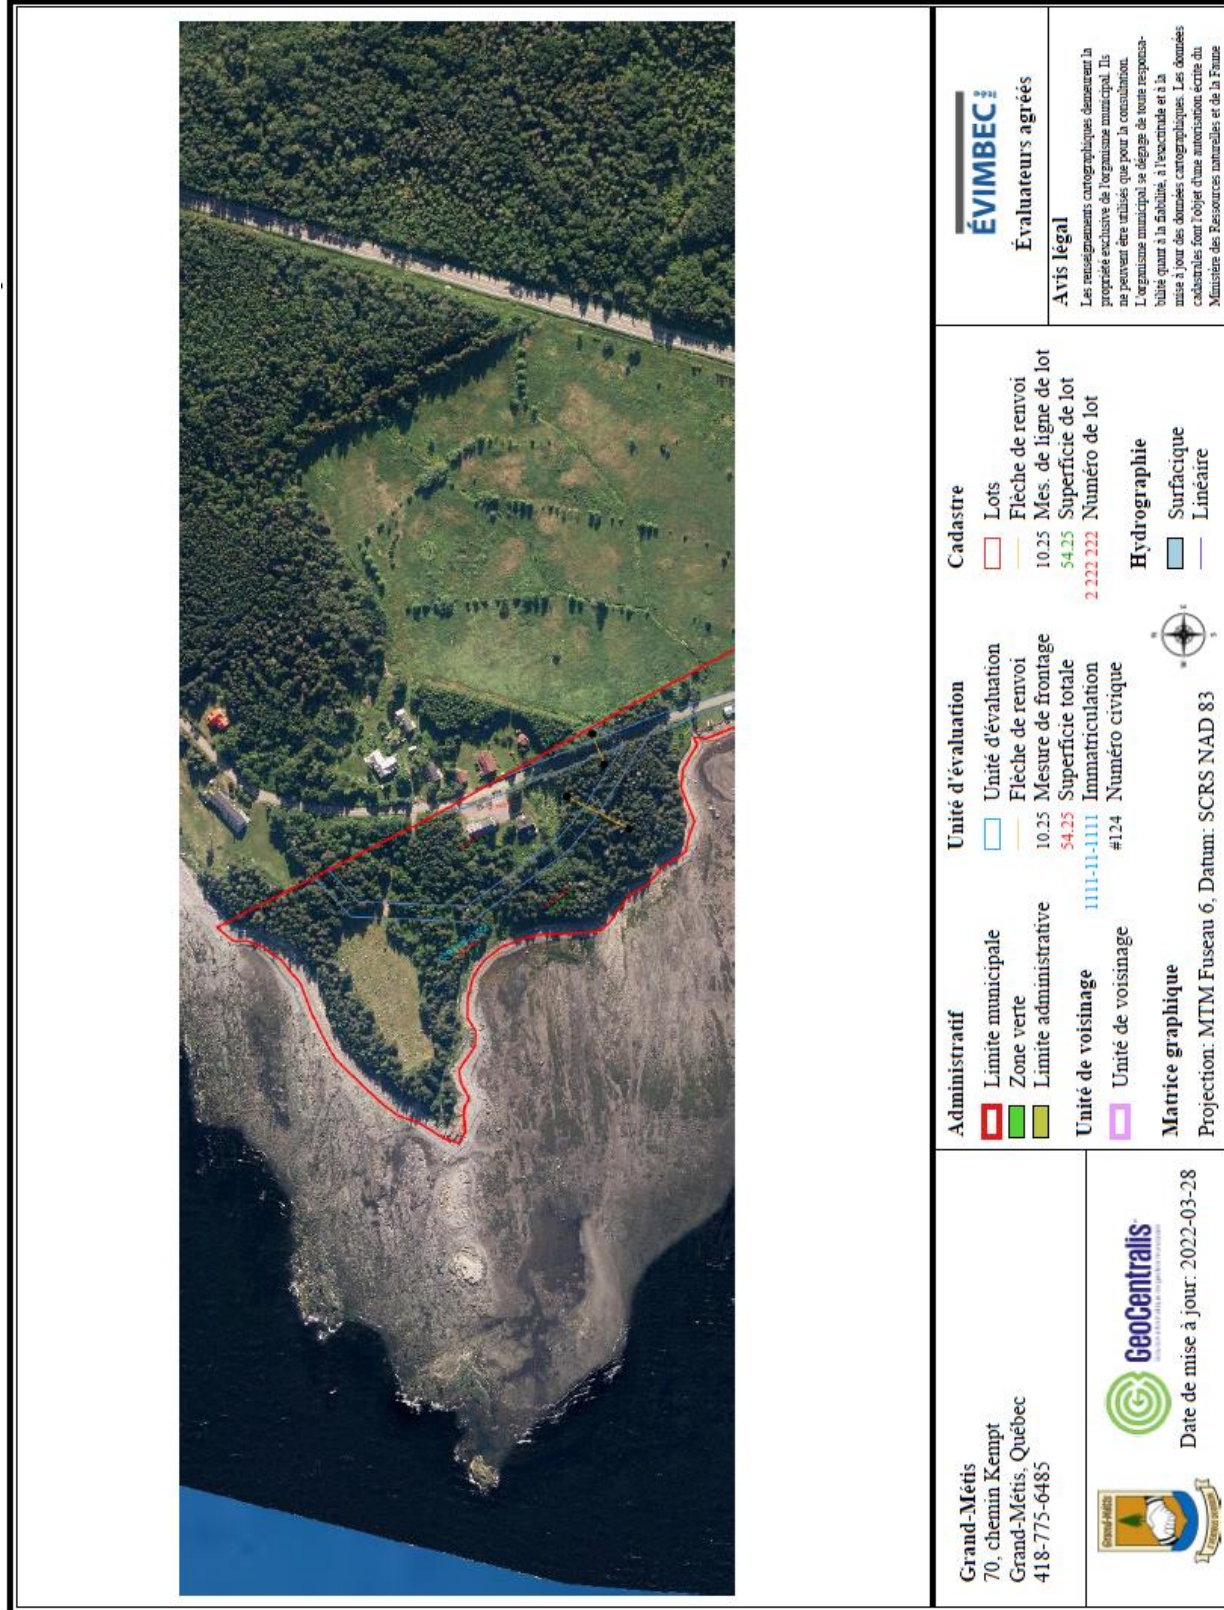 Grand-Métis
70, chemin Kempt
Grand-Métis, Québec
418-775-6485
Grand-Métis
GeoCentralis
Date de mise à jour: 2022-03-28
Administratif
Limite municipale
Zone verte
Limite administrative
Unité de voisinage
Unité de voisinage
Matrice graphique
Projection: MTM Fuseau 6, Datum: SCRS NAD 83
Unité d'évaluation
Unité d'évaluation
Flèche de renvoi
10.25 Mesure de frontage
54.25 Superficie totale
1111-11-1111 Immatriculation
#124 Numéro civique
N
W E
S
Cadastre
Lots
Flèche de renvoi
10.25 Mes. de ligne de lot
54.25 Superficie de lot
2 222 222 Numéro de lot
Hydrographie
Surfacique
Linéaire
ÉVIMBEC
Évaluateurs agréés
Avis légal
Les renseignements cartographiques demeurent la
propriété exclusive de l'organisme municipal. Ils
ne peuvent être utilisés que pour la consultation.
L'organisme municipal se dégage de toute responsa-
bilité quant à la fiabilité, à l'exactitude et à la
mise à jour des données cartographiques. Les données
cadastrales font l'objet d'une autorisation écrite du
Ministère des Ressources naturelles et de la Faune